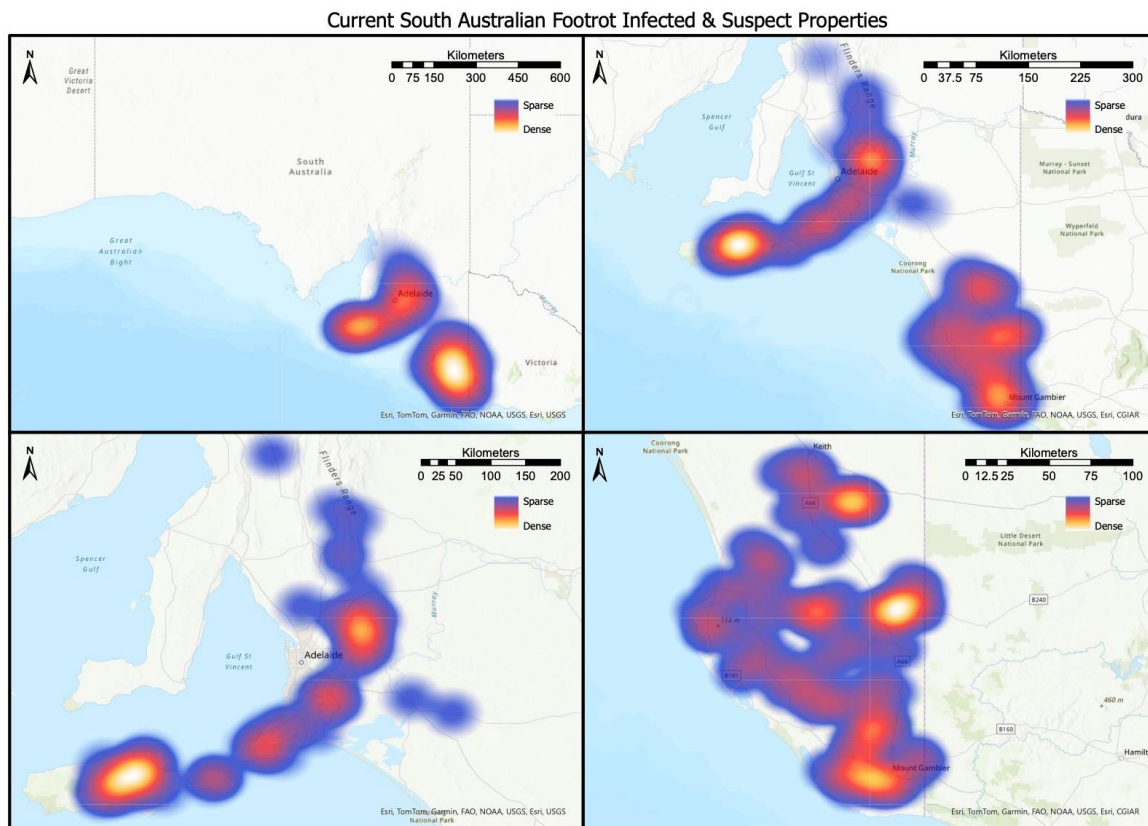 Current South Australian Footrot Infected & Suspect Properties
N
Kilometers
0 75 150 300 450 600
Great
Victoria
Desert
Sparse
Dense
South
Australia
Great
Australian
Bight
Adelaide
Murray
Victoria
Esri, TomTom, Garmin, FAO, NOAA, USGS, Esri, USGS
N
Kilometers
0 37.5 75 150 225 300
Flinders Range
Sparse
Dense
dura
Spencer
Gulf
Murray
Murray - Sunset
National Park
Gulf St
Vincent
Adelaide
Wyperfeld
National Park
Coorong
National Park
Mount Gambier
Esri, TomTom, Garmin, FAO, NOAA, USGS, Esri, CGIAR
N
Kilometers
0 25 50 100 150 200
Flinders Range
Sparse
Dense
Spencer
Gulf
Murray
Gulf St
Vincent
Adelaide
National Park
Esri, TomTom, Garmin, FAO, NOAA, USGS, Esri, USGS
N
Coorong
National Park
Keith
Kilometers
0 12.5 25 50 75 100
Sparse
Dense
A66
Little Desert
National Park
B240
112 m
A66
B101
460 m
B160
Hamilt
Mount Gambier
Esri, TomTom, Garmin, FAO, NOAA, USGS, Esri, CGIAR